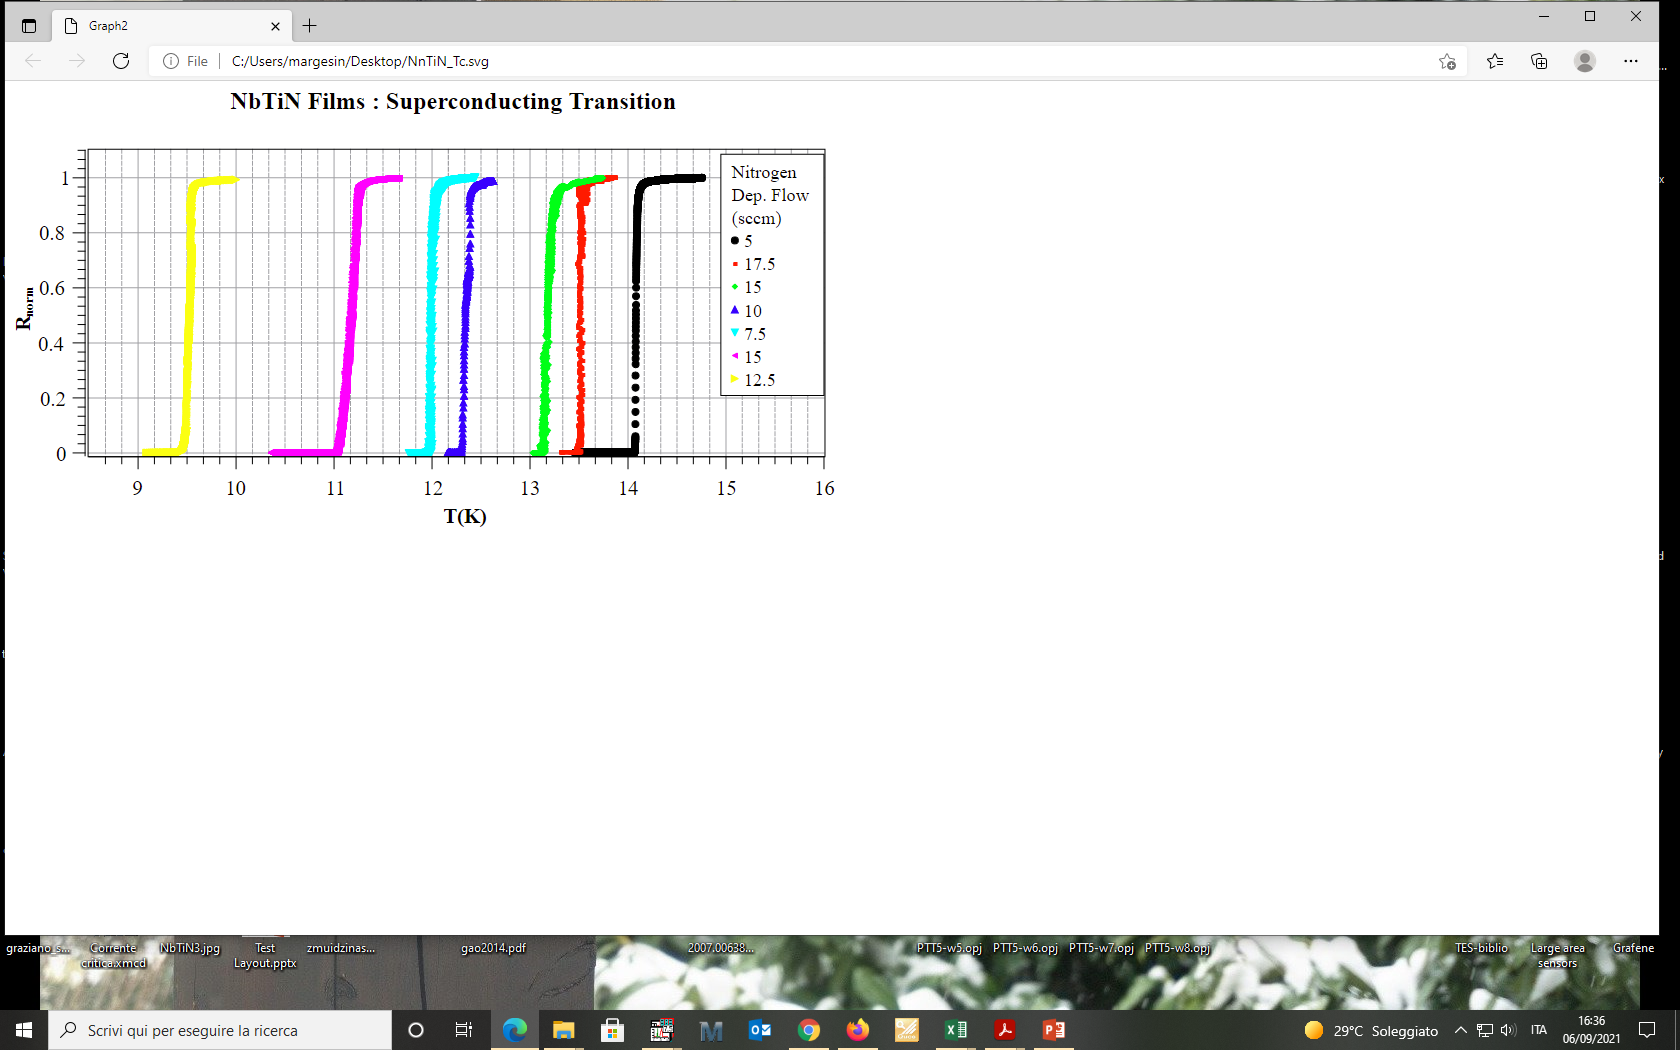 Graph2
File
C:/Users/margesin/Desktop/NnTiN_Tc.svg
NbTiN Films : Superconducting Transition
Nitrogen
Dep. Flow
(sccm)
5
17.5
15
10
7.5
15
12.5
1
0.8
0.6
0.4
0.2
0
Rnorm
9 10 11 12 13 14 15 16
T(K)
graziano_s... Corrente NbTiN3.jpg Test zmuidzinas... gao2014.pdf 2007.00638... PTT5-w5.opj PTT5-w6.opj PTT5-w7.opj PTT5-w8.opj TES-biblio Large area Grafene
critica.xmcd Layout.pptx sensors
Scrivi qui per eseguire la ricerca
29°C Soleggiato
ITA
16:36
06/09/2021